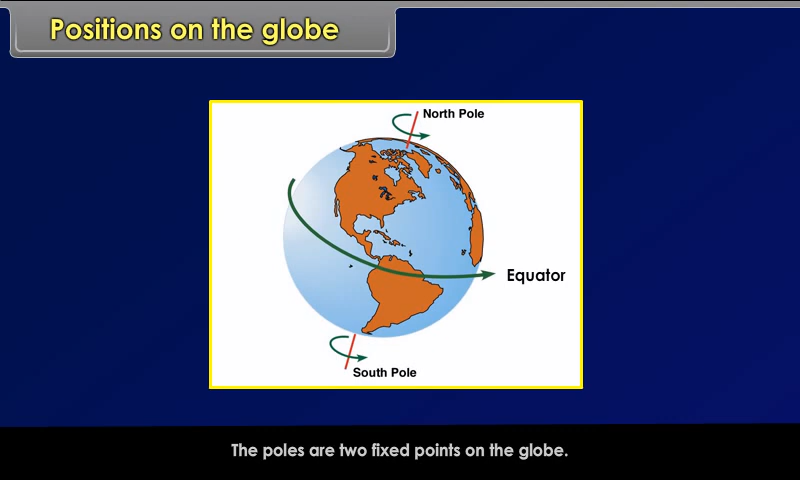 Positions on the globe
North Pole
Equator
South Pole
The poles are two fixed points on the globe.